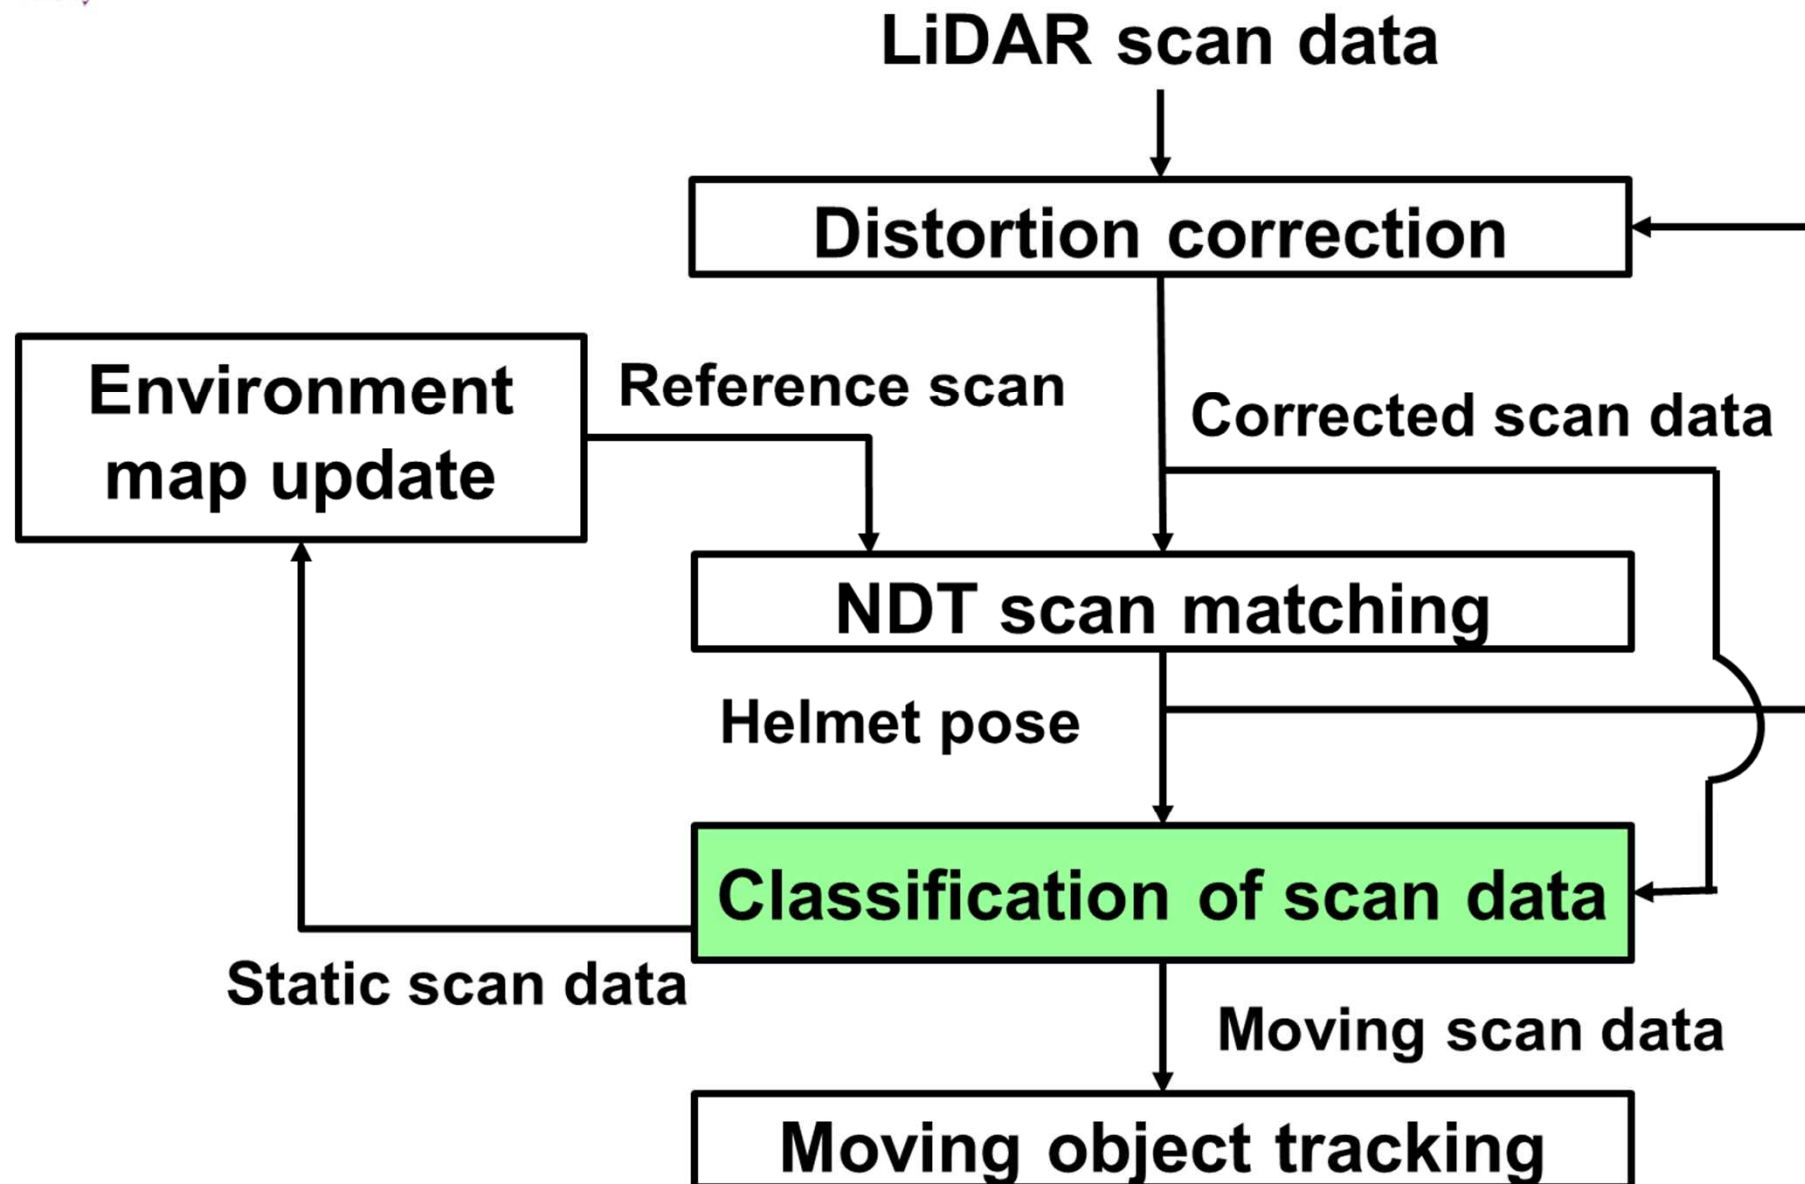 LiDAR scan data
Distortion correction
Environment
map update
Reference scan
Corrected scan data
NDT scan matching
Helmet pose
Classification of scan data
Static scan data
Moving scan data
Moving object tracking